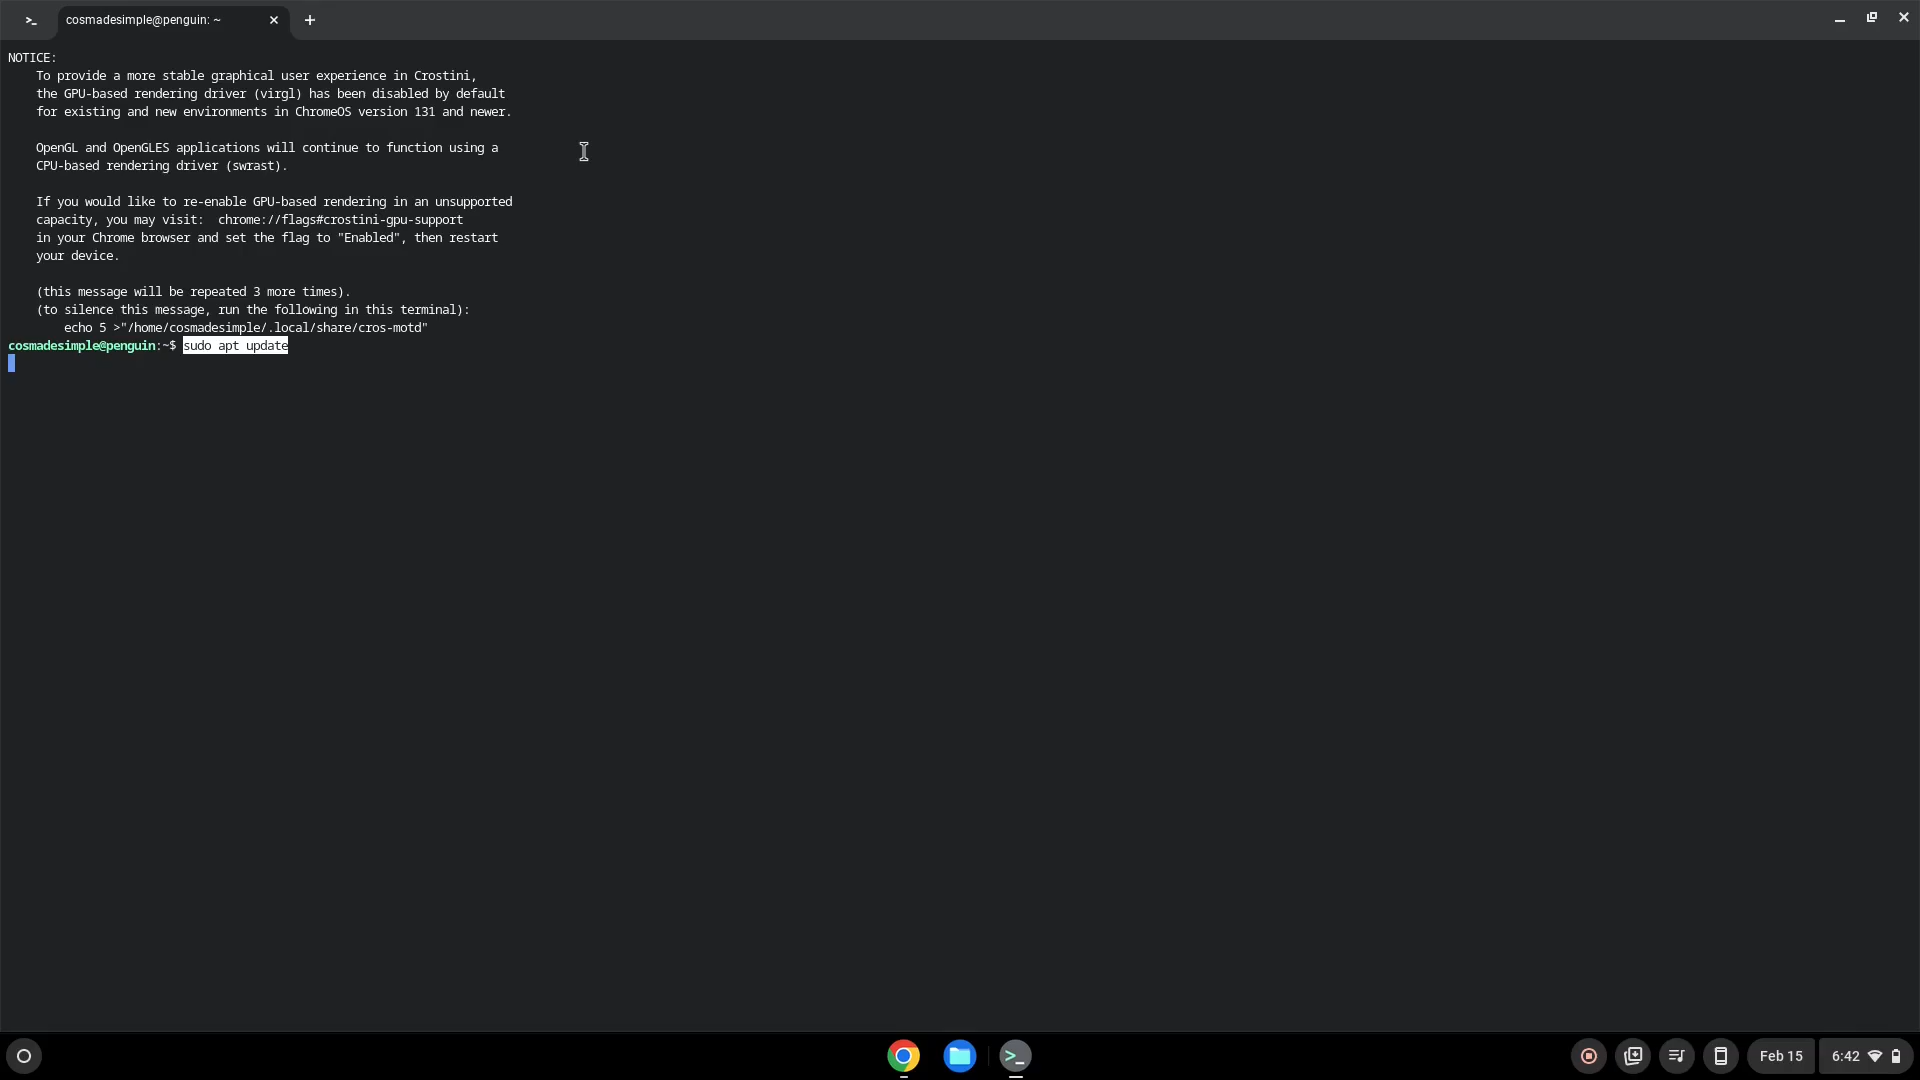 cosmadesimple@penguin: ~
NOTICE:
To provide a more stable graphical user experience in Crostini,
the GPU-based rendering driver (virgl) has been disabled by default
for existing and new environments in ChromeOS version 131 and newer.
OpenGL and OpenGLES applications will continue to function using a
CPU-based rendering driver (swrast).
If you would like to re-enable GPU-based rendering in an unsupported
capacity, you may visit:  chrome://flags#crostini-gpu-support
in your Chrome browser and set the flag to "Enabled", then restart
your device.
(this message will be repeated 3 more times).
(to silence this message, run the following in this terminal):
echo 5 >"/home/cosmadesimple/.local/share/cros-motd"
cosmadesimple@penguin:~$ sudo apt update
Feb 15
6:42